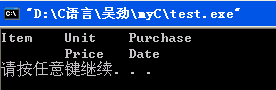 "D:\C语言\吴劲\myC\test.exe"
Item Unit Purchase
Price Date
请按任意键继续. . .